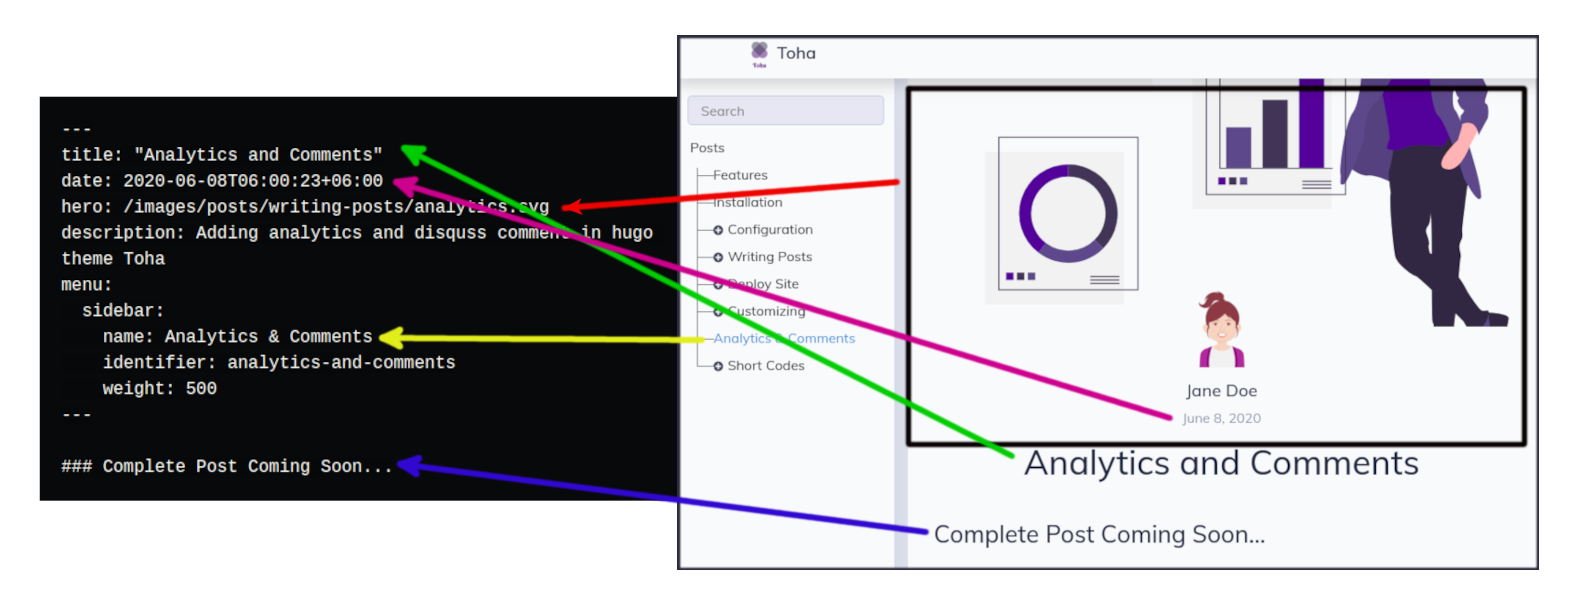 ---
title: "Analytics and Comments"
date: 2020-06-08T06:00:23+06:00
hero: /images/posts/writing-posts/analytics.svg
description: Adding analytics and disquss comment in hugo
theme Toha
menu:
sidebar:
name: Analytics & Comments
identifier: analytics-and-comments
weight: 500
---
### Complete Post Coming Soon...
Toha
Toha
Search
Posts
Features
Installation
Configuration
Writing Posts
Deploy Site
Customizing
Analytics & Comments
Short Codes
Jane Doe
June 8, 2020
Analytics and Comments
Complete Post Coming Soon...